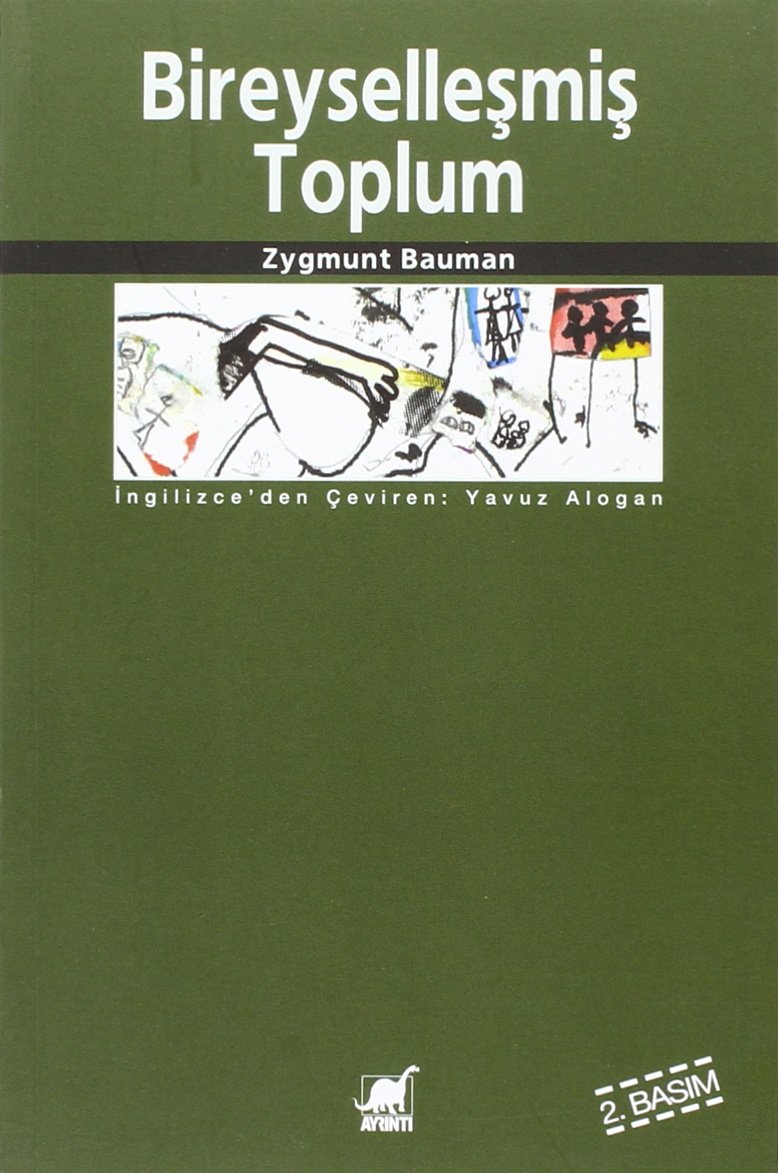 Bireyselleşmiş
Toplum
Zygmunt Bauman
İngilizce'den Çeviren: Yavuz Alogan
AYRINTI
2. BASIM